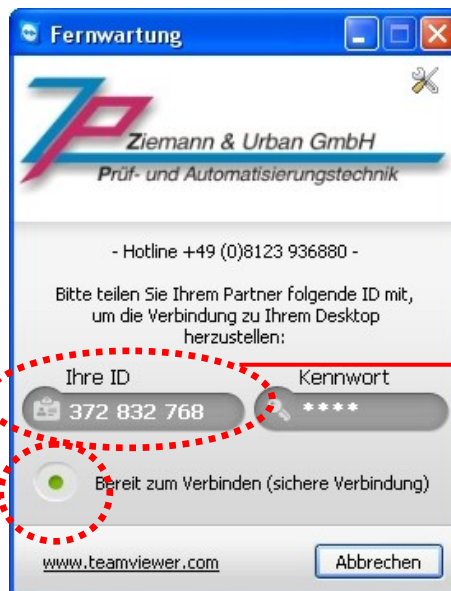 Fernwartung
Ziemann & Urban GmbH
Prüf- und Automatisierungstechnik
- Hotline +49 (0)8123 936880 -
Bitte teilen Sie Ihrem Partner folgende ID mit,
um die Verbindung zu Ihrem Desktop
herzustellen:
Ihre ID Kennwort
372 832 768 ****
Bereit zum Verbinden (sichere Verbindung)
www.teamviewer.com Abbrechen